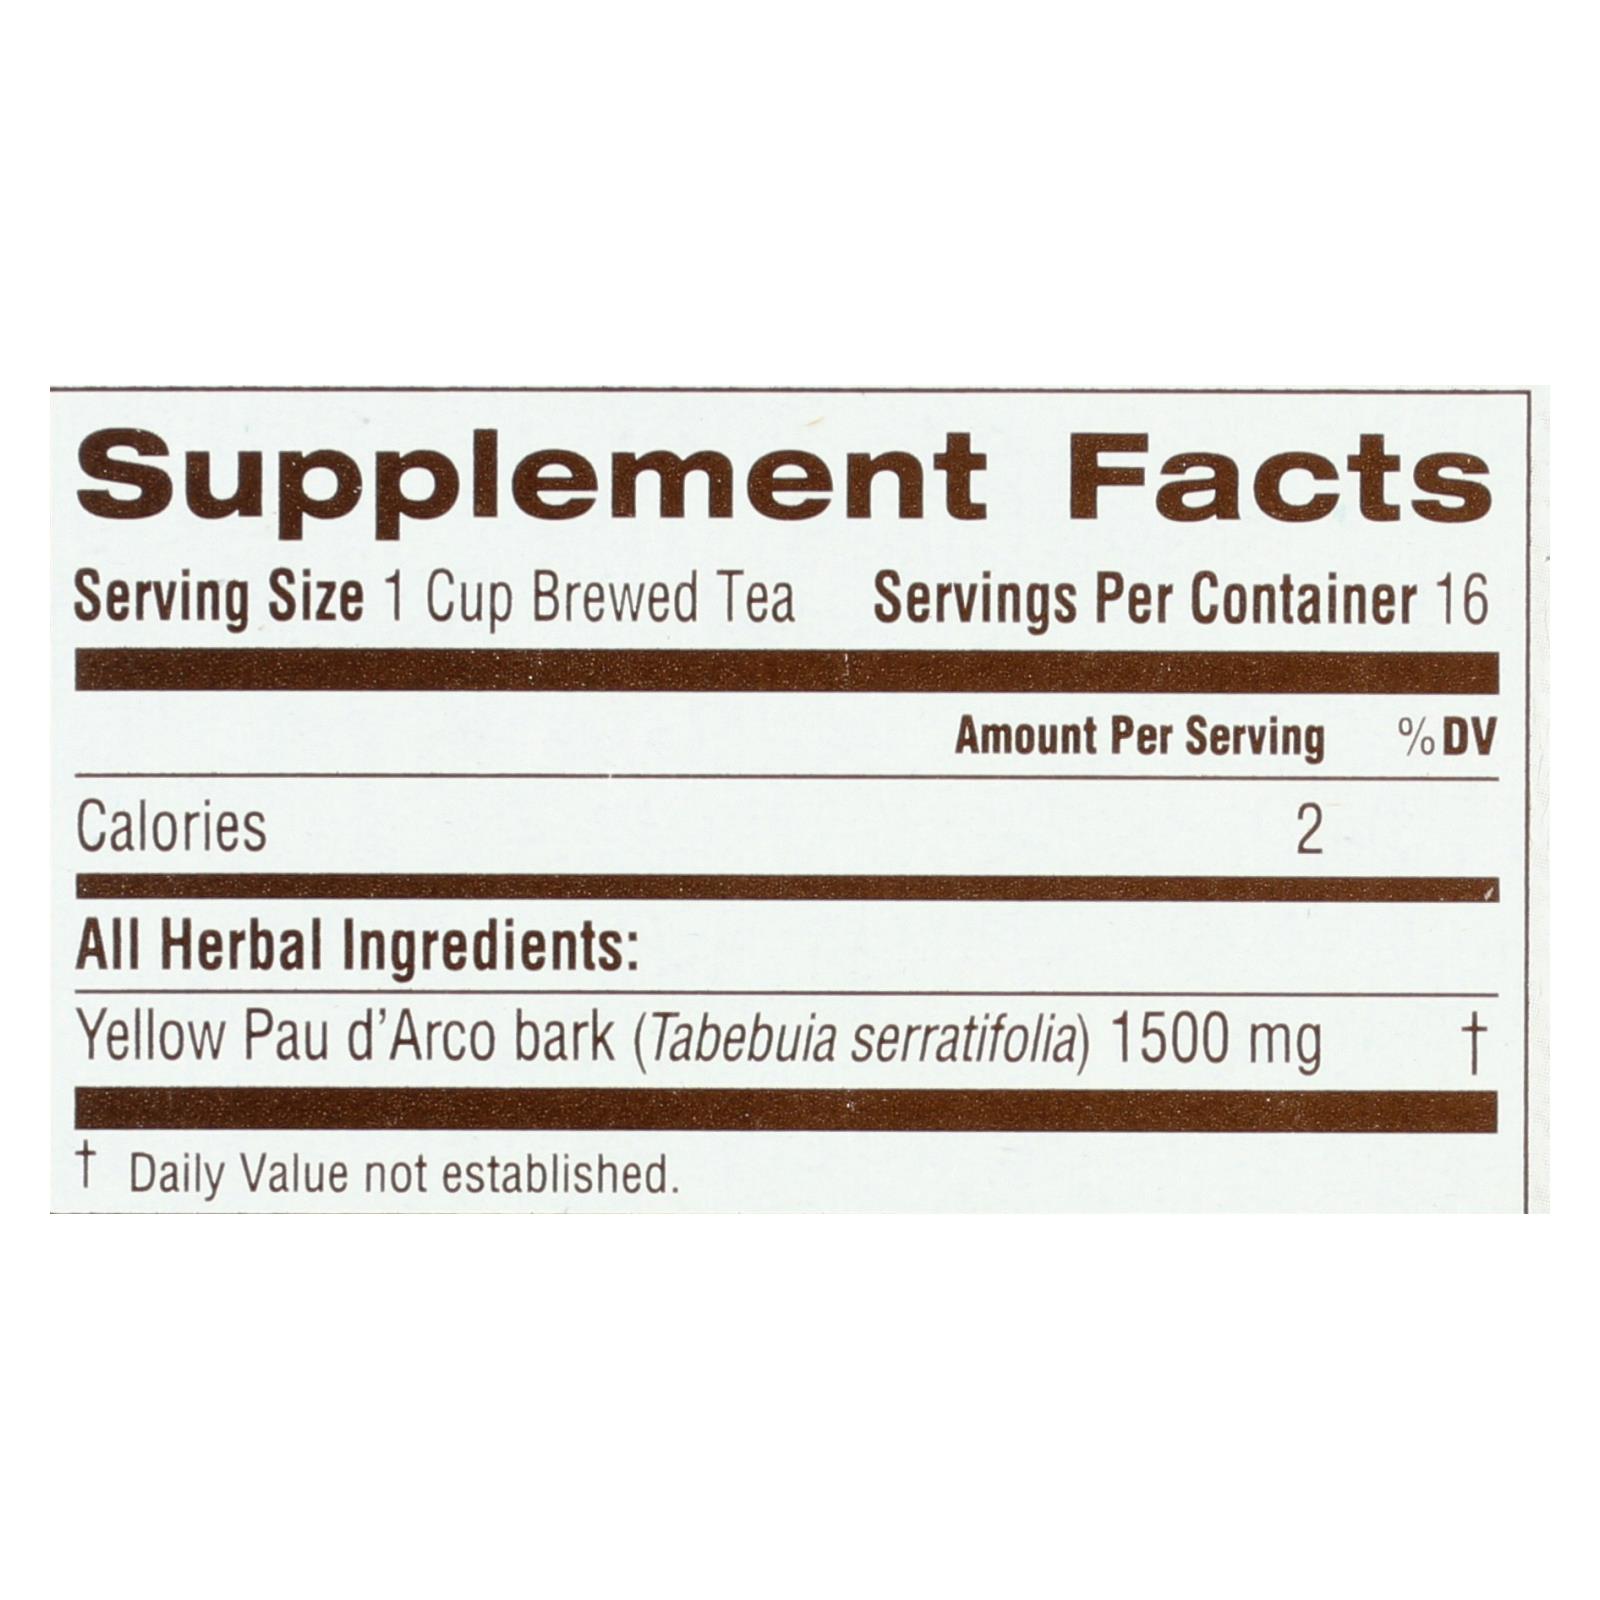 Supplement Facts
Serving Size 1 Cup Brewed Tea Servings Per Container 16
Amount Per Serving % DV
Calories 2
All Herbal Ingredients:
Yellow Pau d'Arco bark (Tabebuia serratifolia) 1500 mg †
† Daily Value not established.